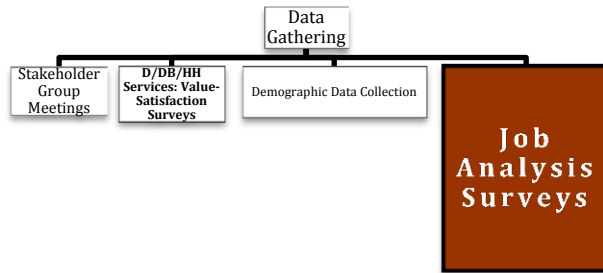 Data
Gathering
Stakeholder
Group
Meetings
D/DB/HH
Services: Value-
Satisfaction
Surveys
Demographic Data Collection
Job
Analysis
Surveys